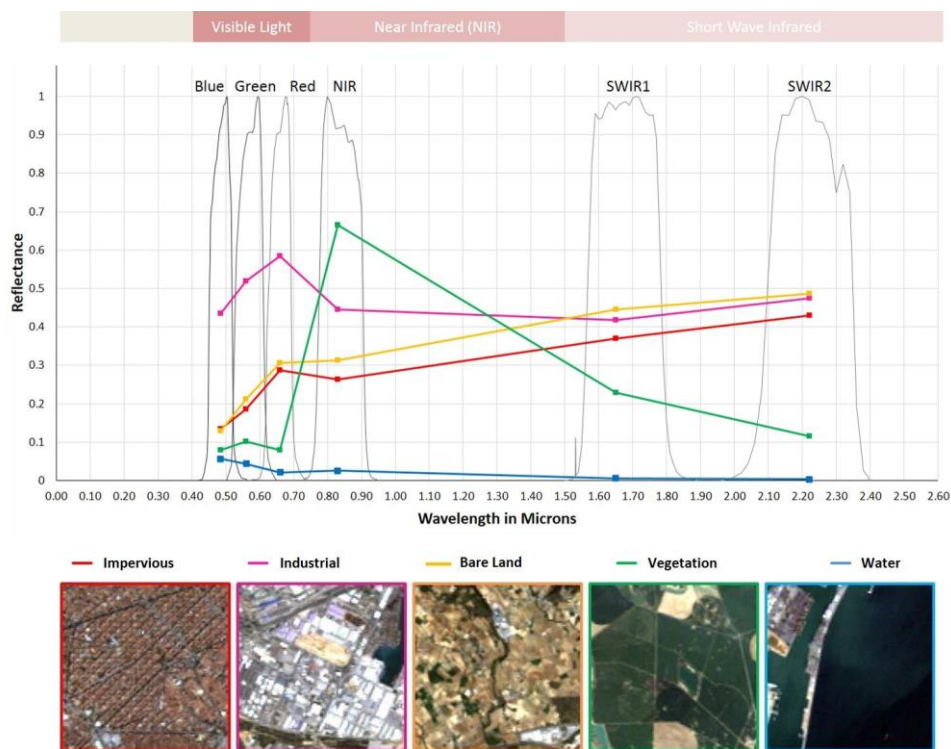 Visible Light Near Infrared (NIR) Short Wave Infrared
Blue Green Red NIR SWIR1 SWIR2
1
0.9
0.8
0.7
0.6
0.5
0.4
0.3
0.2
0.1
0
Reflectance
0.00 0.10 0.20 0.30 0.40 0.50 0.60 0.70 0.80 0.90 1.00 1.10 1.20 1.30 1.40 1.50 1.60 1.70 1.80 1.90 2.00 2.10 2.20 2.30 2.40 2.50 2.60
Wavelength in Microns
Impervious Industrial Bare Land Vegetation Water